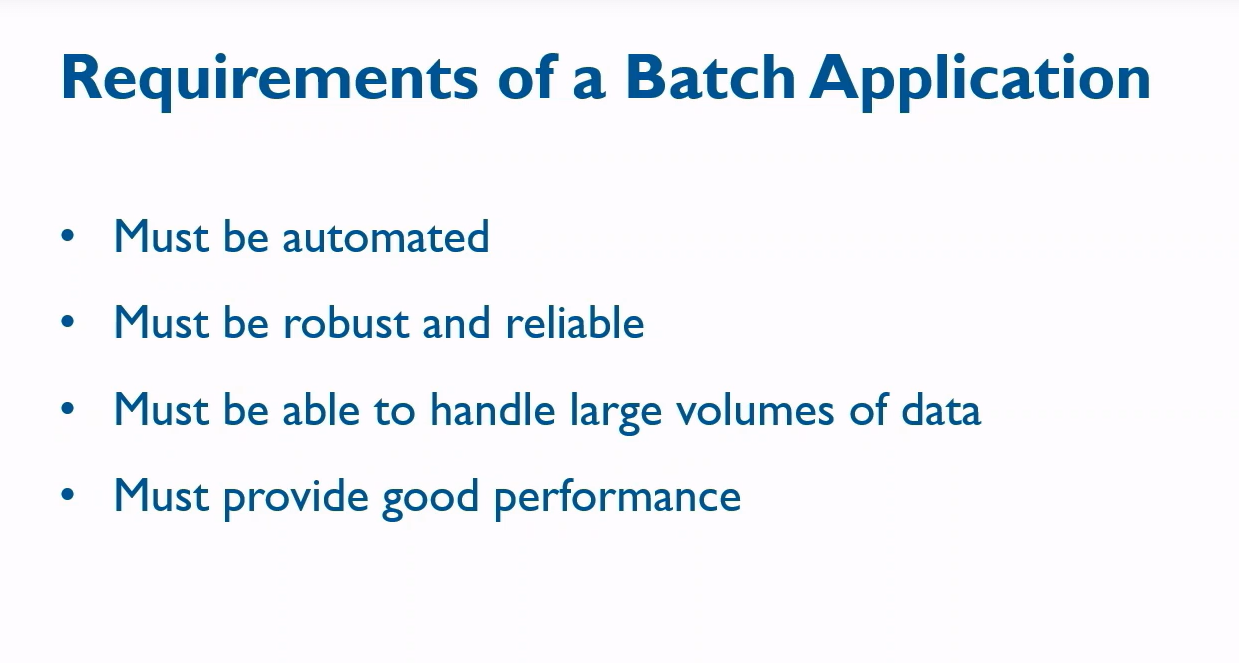 Requirements of a Batch Application
• Must be automated
• Must be robust and reliable
• Must be able to handle large volumes of data
• Must provide good performance